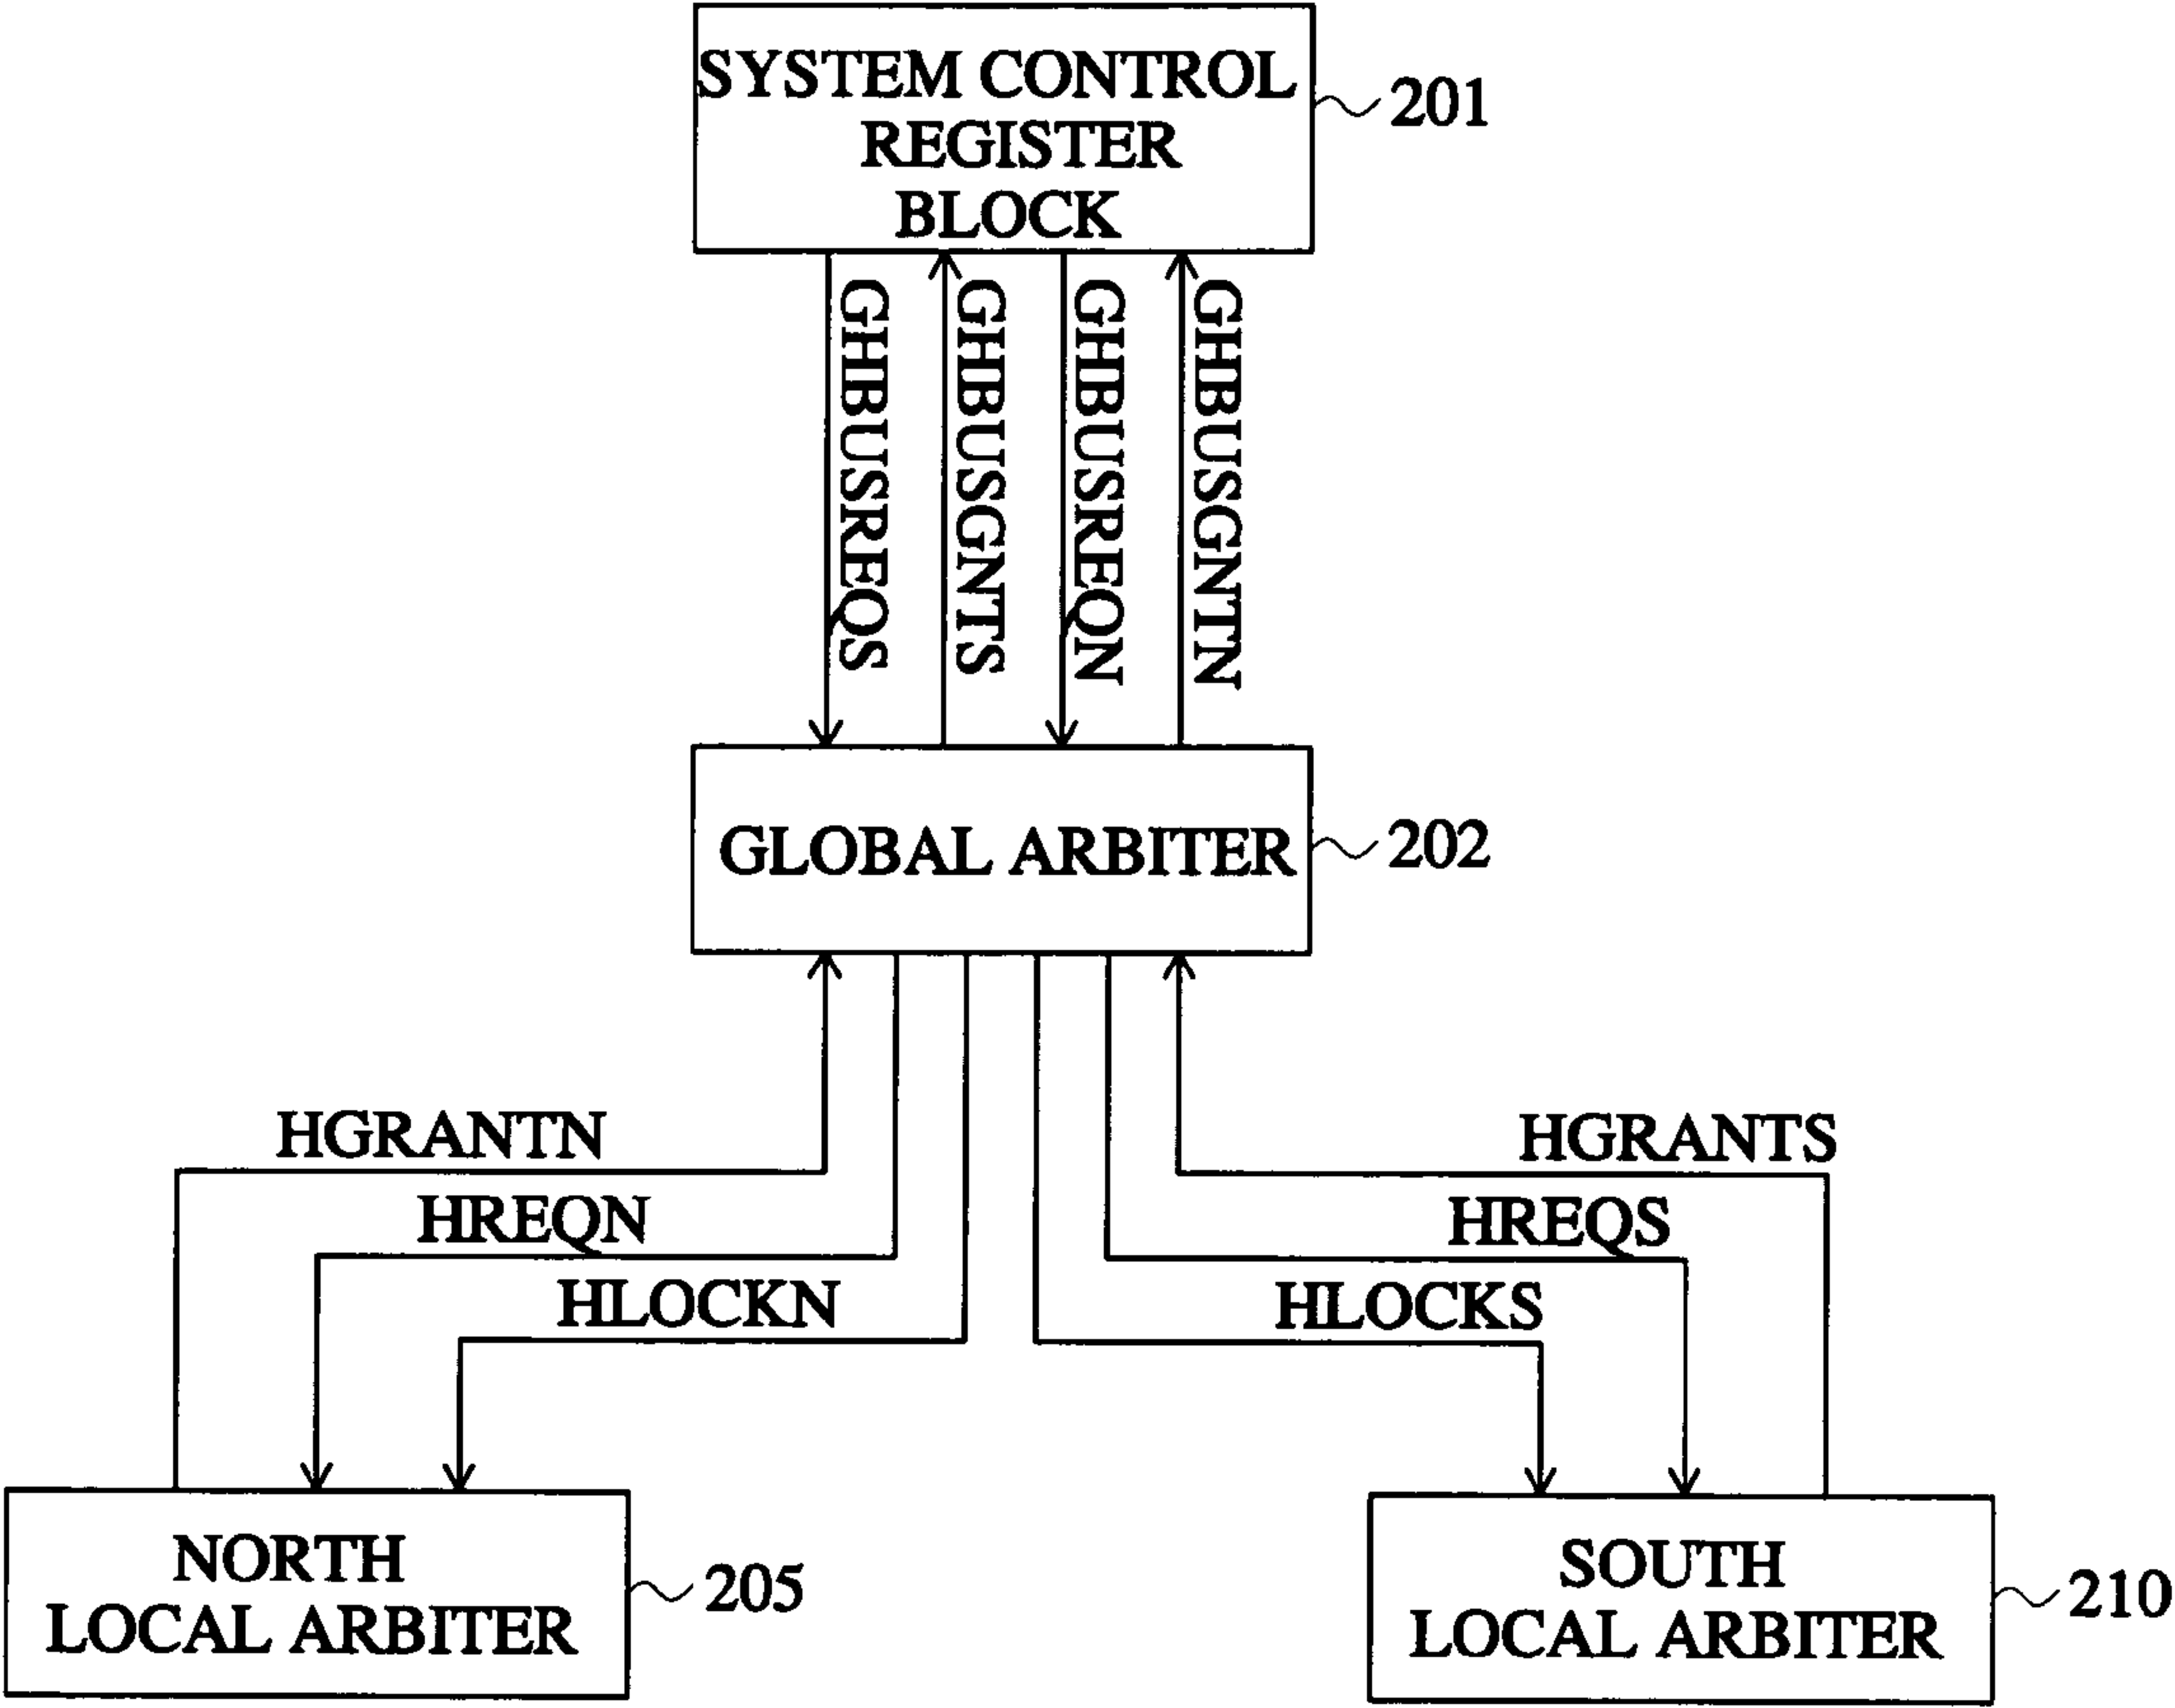 SYSTEM CONTROL
REGISTER
BLOCK
201
GHBUSREQS
GHBUSGNTS
GHBUSREQN
GHBUSGNTN
GLOBAL ARBITER
202
HGRANTN
HREQN
HLOCKN
HGRANTS
HREQS
HLOCKS
NORTH
LOCAL ARBITER
205
SOUTH
LOCAL ARBITER
210